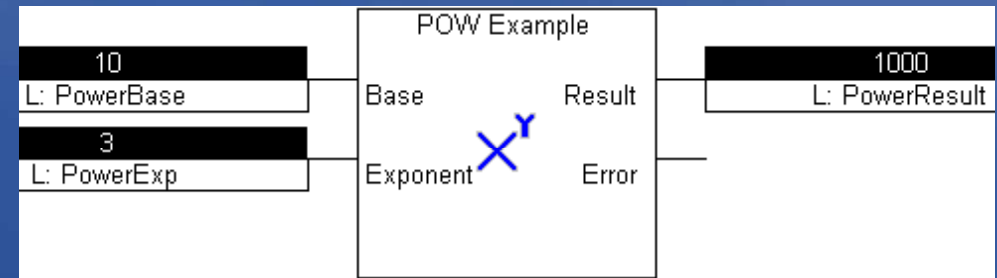 POW Example
10
L: PowerBase
3
L: PowerExp
Base
Exponent
X Y
Result
Error
1000
L: PowerResult